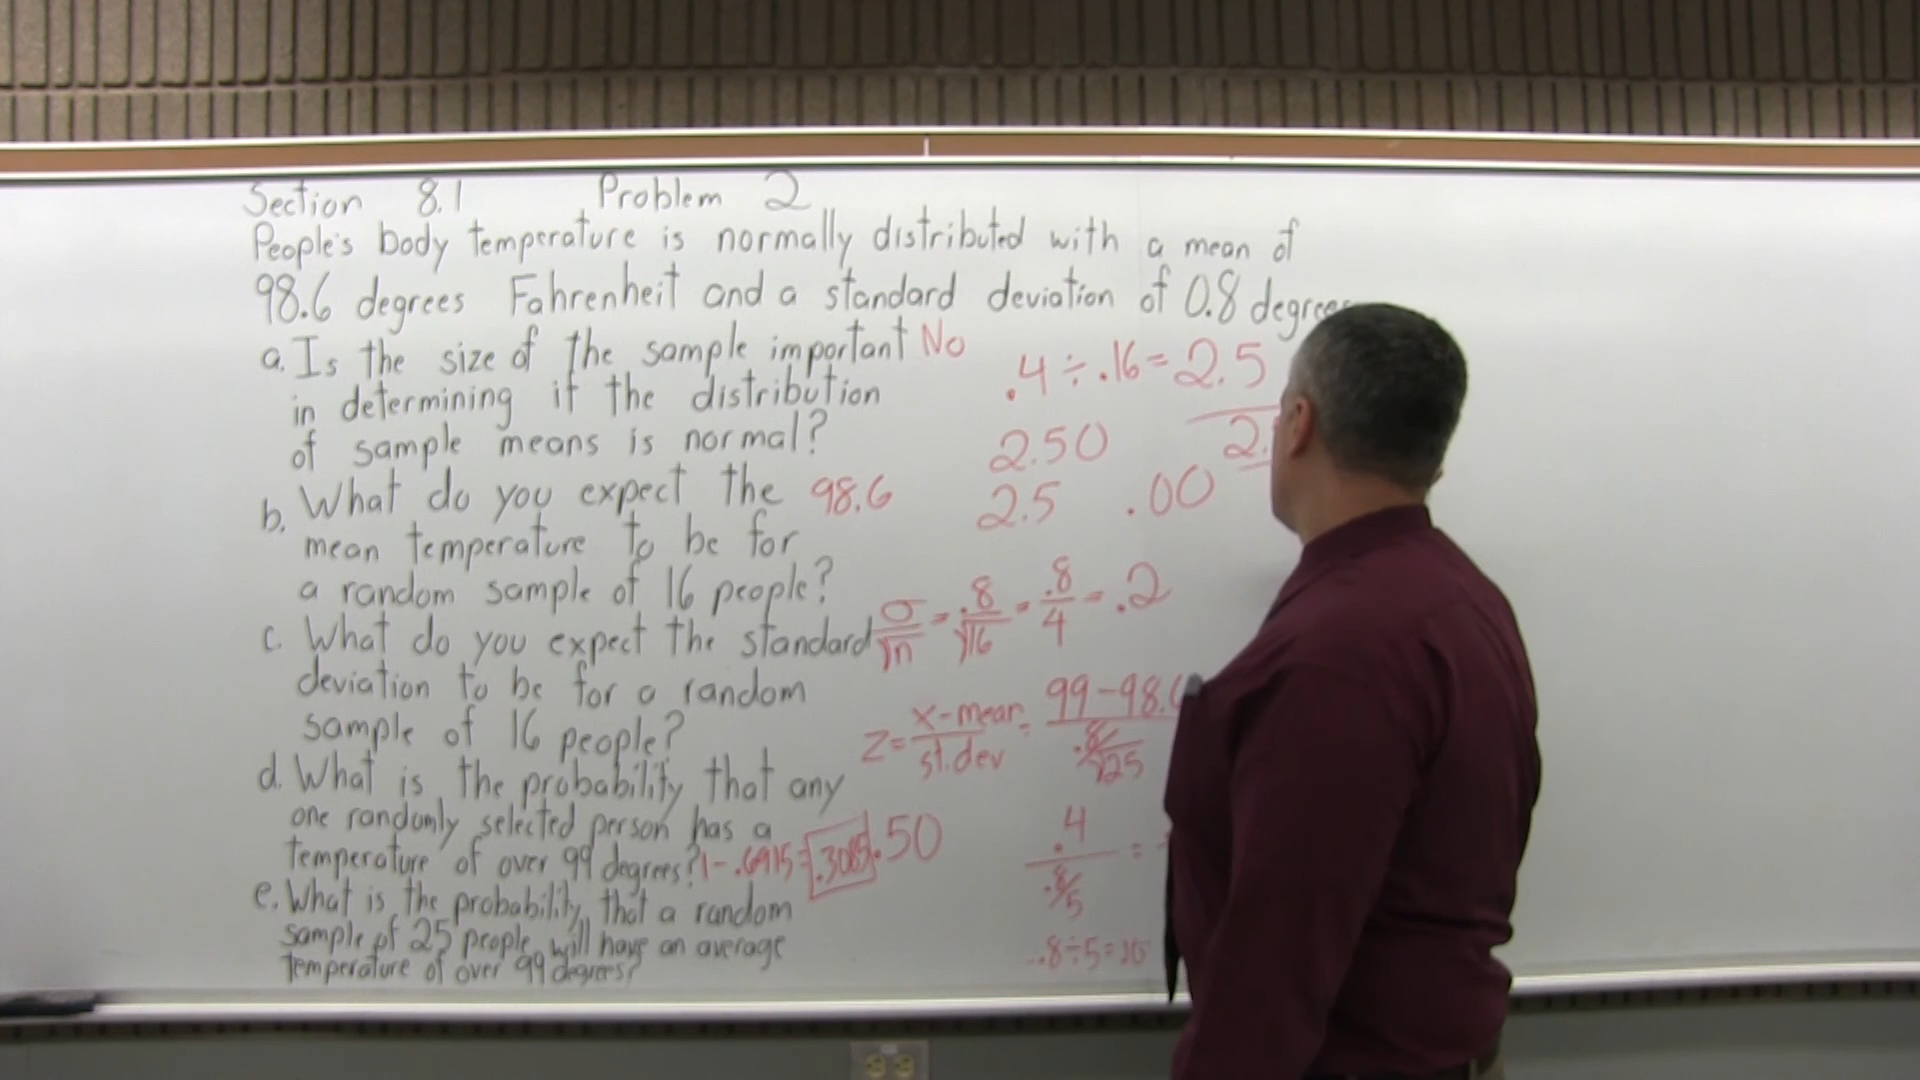 Section 8.1 Problem 2
People's body temperature is normally distributed with a mean of
98.6 degrees Fahrenheit and a standard deviation of 0.8
a. Is the size of the sample important No
in determining if the distribution
of sample means is normal?
b. What do you expect the 98.6
mean temperature to be for
a random sample of 16 people?
c. What do you expect the standard
deviation to be for a random
sample of 16 people?
d. What is the probability that any
one randomly selected person has a
temperature of over 99 degrees? 1-.6915=.3085
e. What is the probability that a random
sample of 25 people will have an average
temperature of over 99 degrees?
.4÷.16=2.5
2.50
2.5 .00
σ/√n = .8/√16 = .8/4 = .2
z = x-mean/st.dev =
.8/√25
.50
.4
.8/5
=
.8÷5=